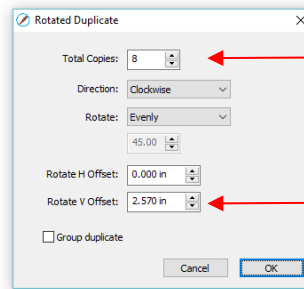 Rotated Duplicate
Total Copies: 8
Direction: Clockwise
Rotate: Evenly
45.00
Rotate H Offset: 0.000 in
Rotate V Offset: 2.570 in
Group duplicate
Cancel OK